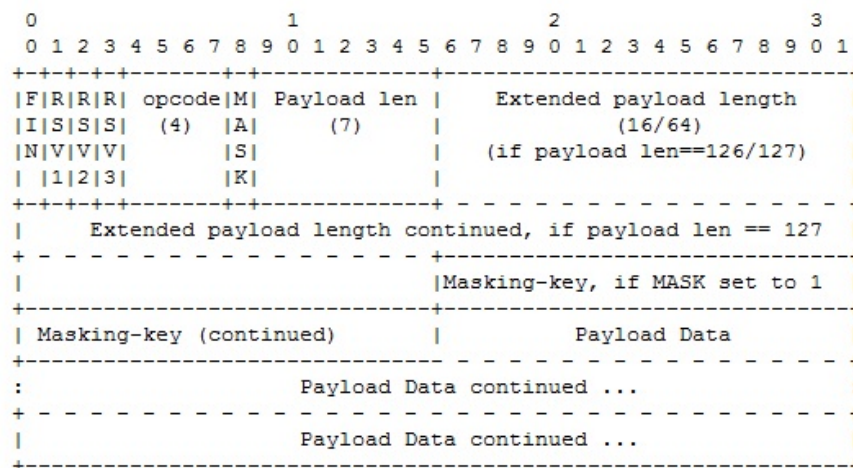 0                   1                   2                   3
0 1 2 3 4 5 6 7 8 9 0 1 2 3 4 5 6 7 8 9 0 1 2 3 4 5 6 7 8 9 0 1
+-+-+-+-+-------+-+-------------+-------------------------------
|F|R|R|R| opcode|M| Payload len |    Extended payload length
|I|S|S|S|  (4)  |A|     (7)     |             (16/64)
|N|V|V|V|       |S|             |   (if payload len==126/127)
| |1|2|3|       |K|             |
+-+-+-+-+-------+-+-------------+ - - - - - - - - - - - - - - -
|     Extended payload length continued, if payload len == 127
+ - - - - - - - - - - - - - - - +-------------------------------
|                               |Masking-key, if MASK set to 1
+-------------------------------+-------------------------------
| Masking-key (continued)       |          Payload Data
+-------------------------------- - - - - - - - - - - - - - - -
:                     Payload Data continued ...
+ - - - - - - - - - - - - - - - - - - - - - - - - - - - - - - -
|                     Payload Data continued ...
+---------------------------------------------------------------